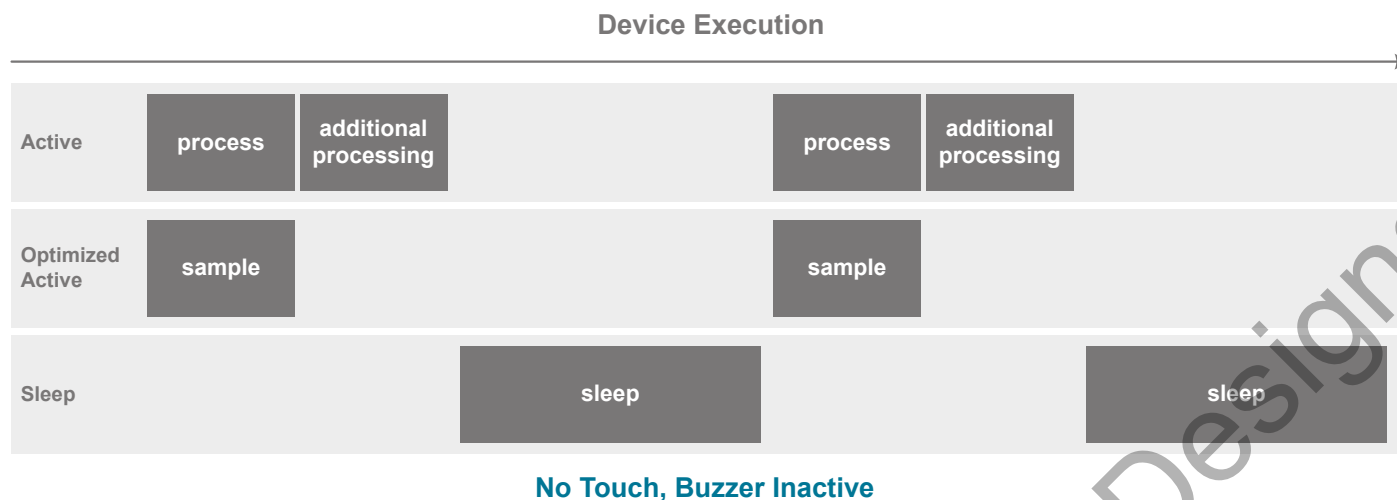 Device Execution
Active
process
additional
processing
process
additional
processing
Optimized
Active
sample
sample
Sleep
sleep
sleep
No Touch, Buzzer Inactive